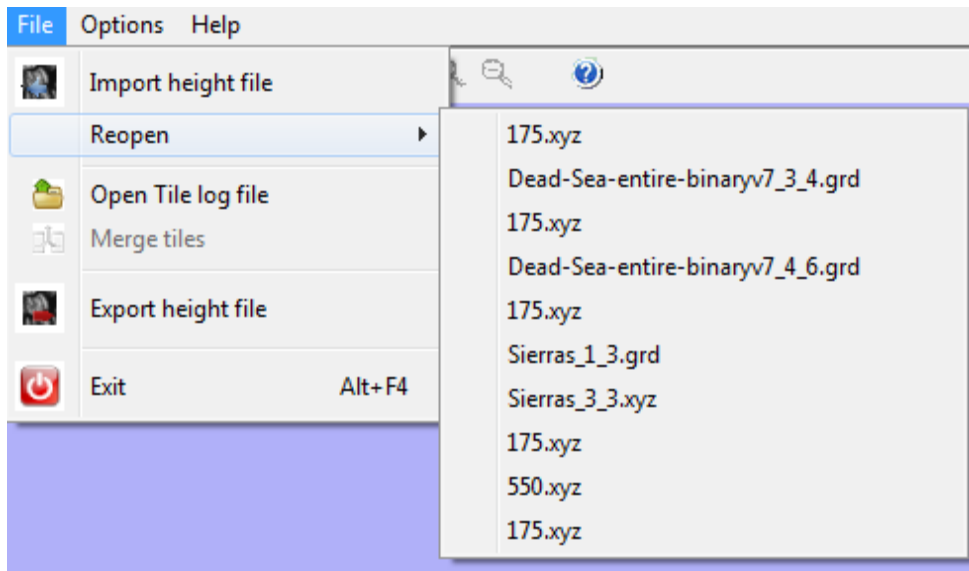 File Options Help
Import height file
Reopen
Open Tile log file
Merge tiles
Export height file
Exit Alt+F4
175.xyz
Dead-Sea-entire-binaryv7_3_4.grd
175.xyz
Dead-Sea-entire-binaryv7_4_6.grd
175.xyz
Sierras_1_3.grd
Sierras_3_3.xyz
175.xyz
550.xyz
175.xyz